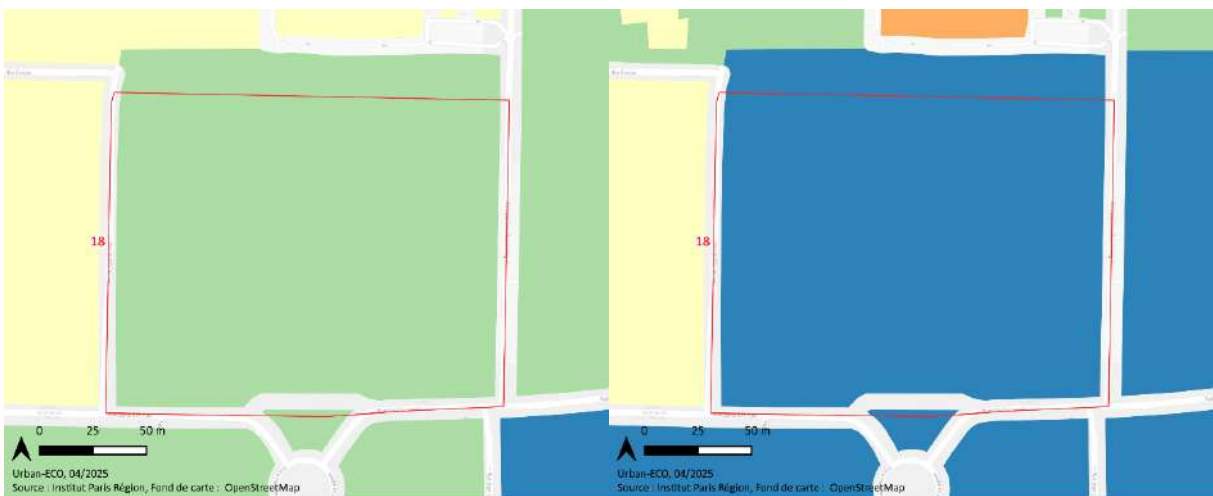 18
0 25 50 m
Urban-ECO, 04/2025
Source : Institut Paris Région, Fond de carte : OpenStreetMap
18
0 25 50 m
Urban-ECO, 04/2025
Source : Institut Paris Région, Fond de carte : OpenStreetMap